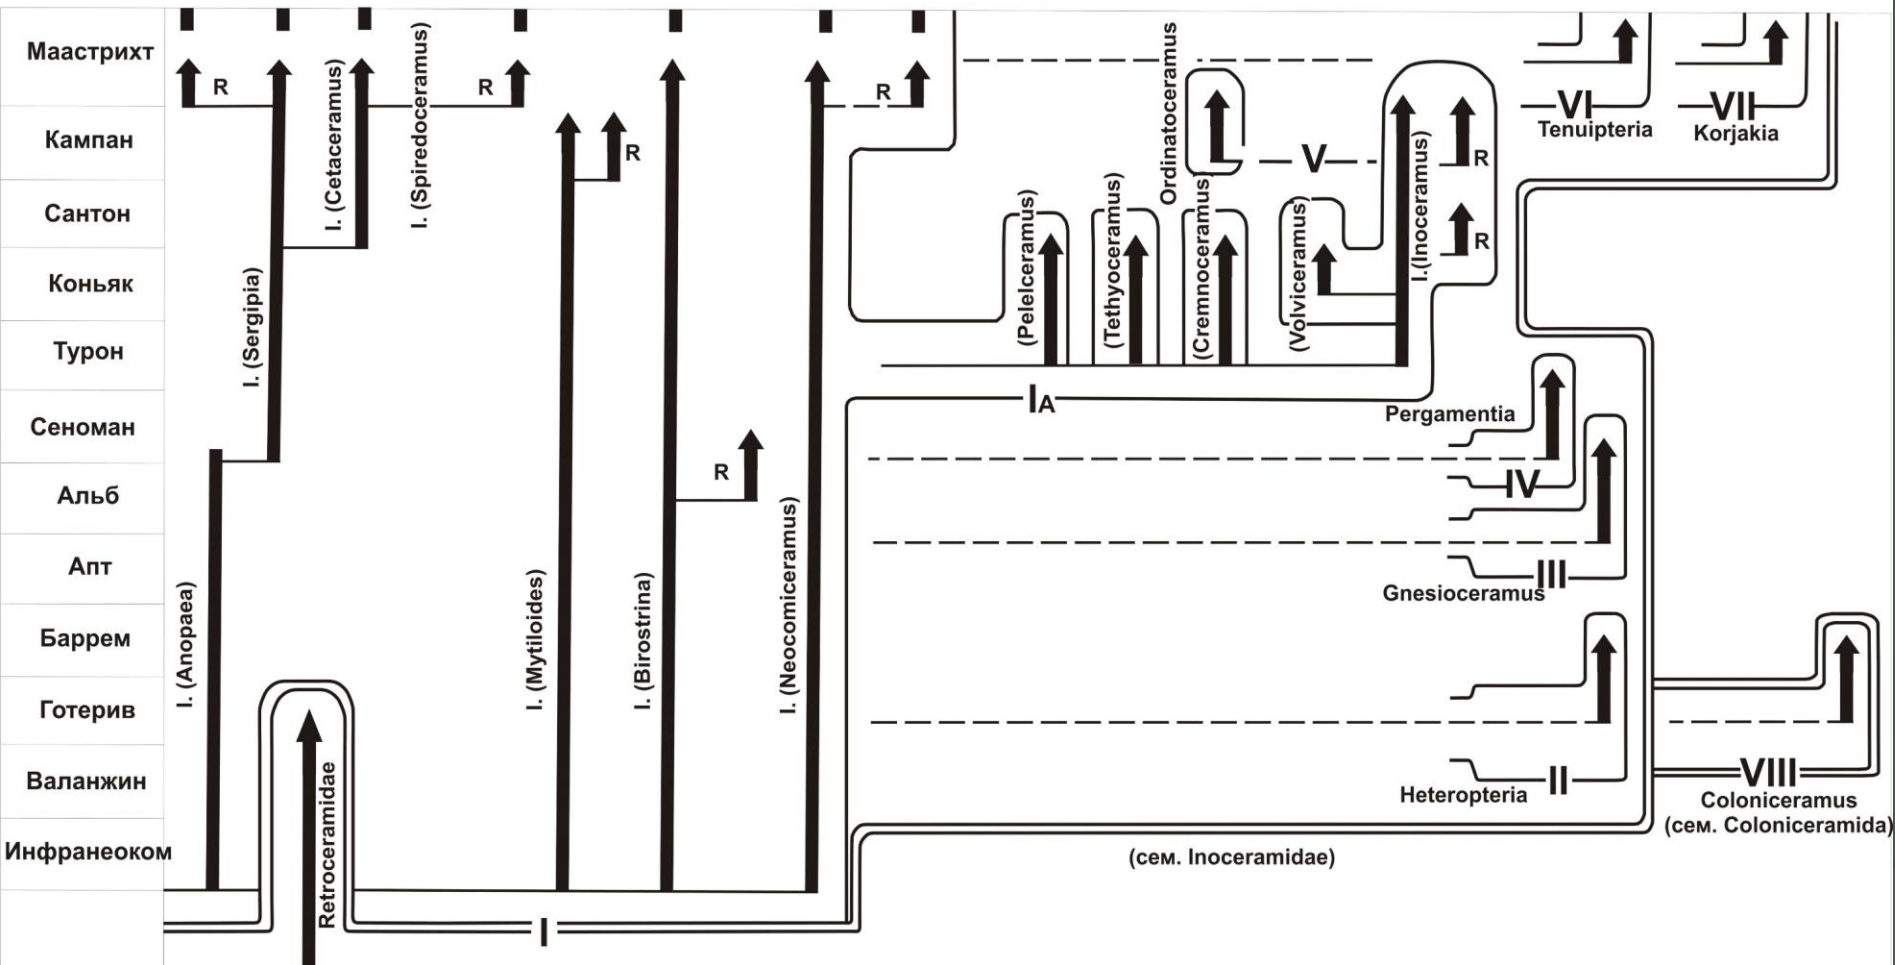 Маастрихт
Кампан
Сантон
Коньяк
Турон
Сеноман
Альб
Апт
Баррем
Готерив
Валанжин
Инфранеоком
R
R
R
R
R
R
R
I. (Anopaea)
I. (Sergipia)
I. (Cetaceramus)
I. (Spiredoceramus)
Retroceramidae
I. (Mytiloides)
I. (Birostrina)
I. (Neocomiceramus)
I
IA
(Pelelceramus)
(Tethyoceramus)
Ordinatoceramus
(Cremnoceramus)
(Volviceramus)
I.(Inoceramus)
V
VI
Tenuipteria
VII
Korjakia
Pergamentia
IV
III
Gnesioceramus
II
Heteropteria
VIII
Coloniceramus
(сем. Coloniceramida)
(сем. Inoceramidae)